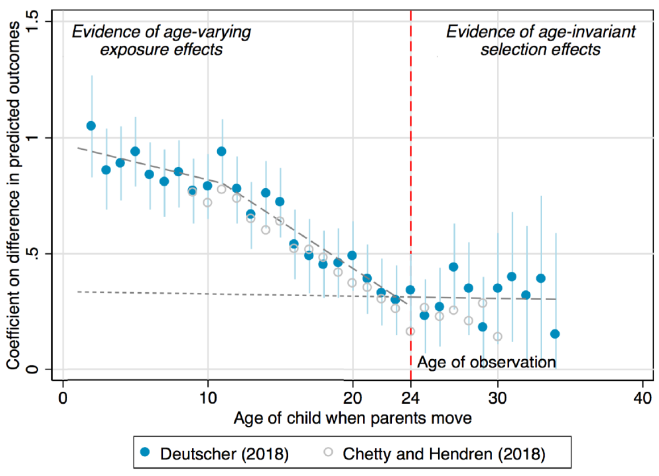 Evidence of age-varying
exposure effects
Evidence of age-invariant
selection effects
Coefficient on difference in predicted outcomes
1.5
1
.5
0
Age of observation
0
10
20
24
30
40
Age of child when parents move
Deutscher (2018)
Chetty and Hendren (2018)